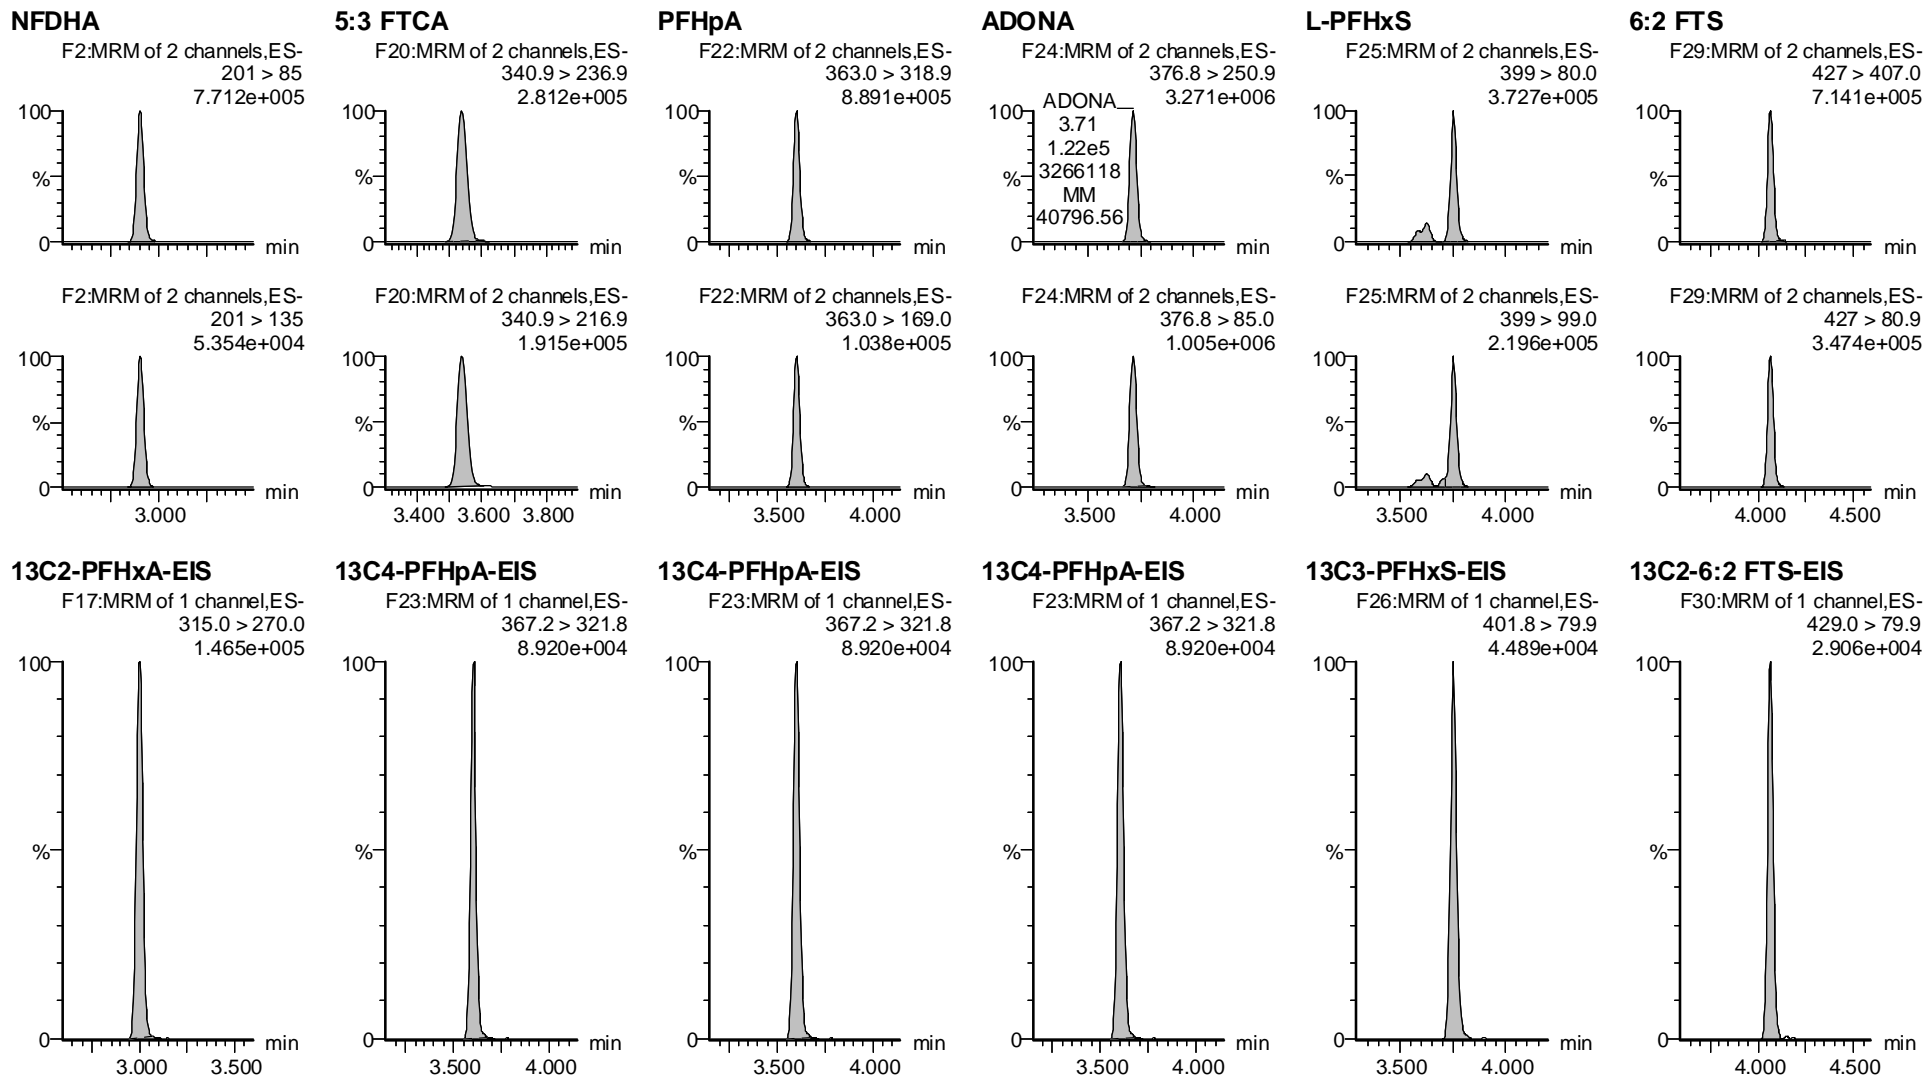 NFDHA
F2:MRM of 2 channels,ES-
201 > 85
7.712e+005
100
%
0
min
F2:MRM of 2 channels,ES-
201 > 135
5.354e+004
100
%
0
min
3.000
5:3 FTCA
F20:MRM of 2 channels,ES-
340.9 > 236.9
2.812e+005
100
%
0
min
F20:MRM of 2 channels,ES-
340.9 > 216.9
1.915e+005
100
%
0
min
3.400 3.600 3.800
PFHpA
F22:MRM of 2 channels,ES-
363.0 > 318.9
8.891e+005
100
%
0
min
F22:MRM of 2 channels,ES-
363.0 > 169.0
1.038e+005
100
%
0
min
3.500 4.000
ADONA
F24:MRM of 2 channels,ES-
376.8 > 250.9
3.271e+006
100
%
0
min
ADONA
3.71
1.22e5
3266118
MM
40796.56
F24:MRM of 2 channels,ES-
376.8 > 85.0
1.005e+006
100
%
0
min
3.500 4.000
L-PFHxS
F25:MRM of 2 channels,ES-
399 > 80.0
3.727e+005
100
%
0
min
F25:MRM of 2 channels,ES-
399 > 99.0
2.196e+005
100
%
0
min
3.500 4.000
6:2 FTS
F29:MRM of 2 channels,ES-
427 > 407.0
7.141e+005
100
%
0
min
F29:MRM of 2 channels,ES-
427 > 80.9
3.474e+005
100
%
0
min
4.000 4.500
13C2-PFHxA-EIS
F17:MRM of 1 channel,ES-
315.0 > 270.0
1.465e+005
100
%
0
min
3.000 3.500
13C4-PFHpA-EIS
F23:MRM of 1 channel,ES-
367.2 > 321.8
8.920e+004
100
%
0
min
3.500 4.000
13C4-PFHpA-EIS
F23:MRM of 1 channel,ES-
367.2 > 321.8
8.920e+004
100
%
0
min
3.500 4.000
13C4-PFHpA-EIS
F23:MRM of 1 channel,ES-
367.2 > 321.8
8.920e+004
100
%
0
min
3.500 4.000
13C3-PFHxS-EIS
F26:MRM of 1 channel,ES-
401.8 > 79.9
4.489e+004
100
%
0
min
3.500 4.000
13C2-6:2 FTS-EIS
F30:MRM of 1 channel,ES-
429.0 > 79.9
2.906e+004
100
%
0
min
4.000 4.500